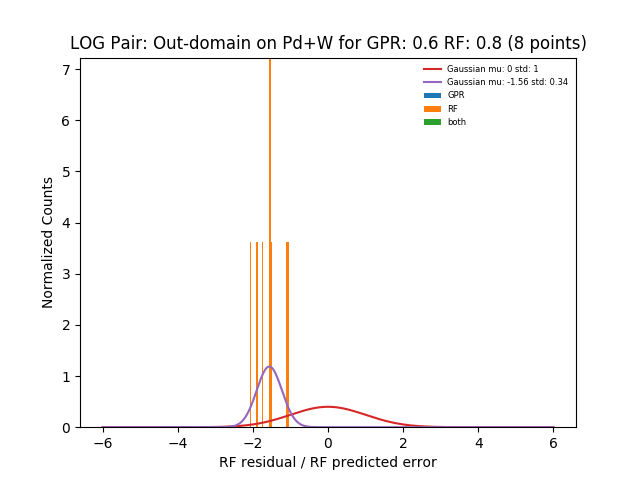 LOG Pair: Out-domain on Pd+W for GPR: 0.6 RF: 0.8 (8 points)
Gaussian mu: 0 std: 1
Gaussian mu: -1.56 std: 0.34
GPR
RF
both
Normalized Counts
7
6
5
4
3
2
1
0
−6 −4 −2 0 2 4 6
RF residual / RF predicted error